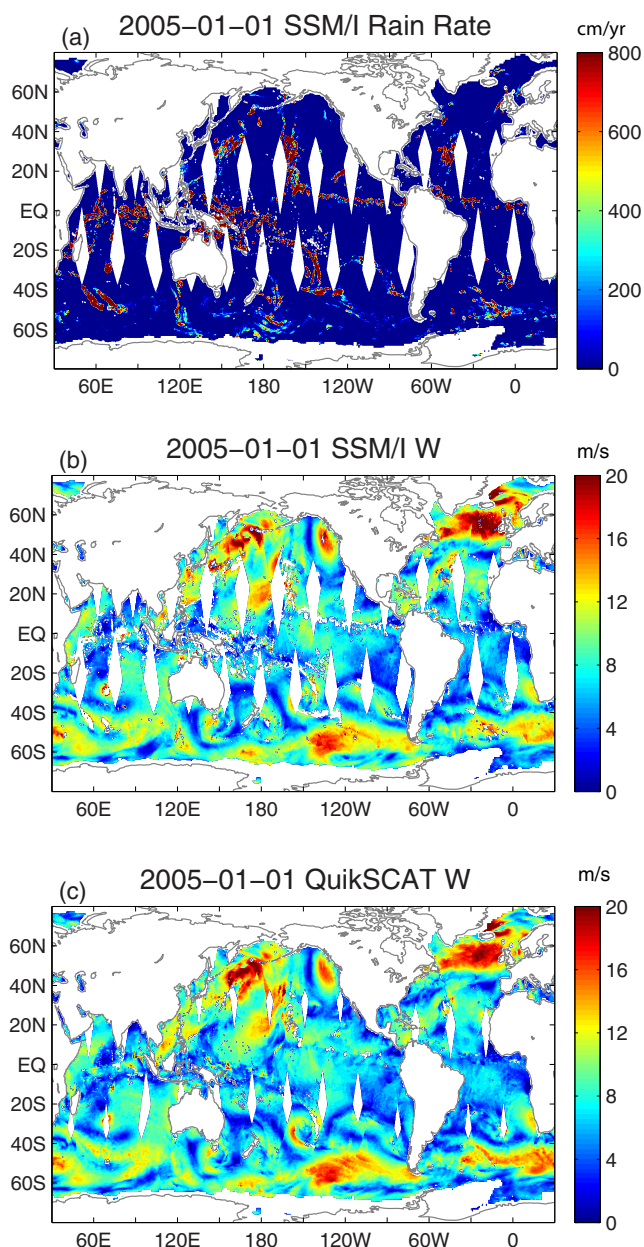 (a) 2005−01−01 SSM/I Rain Rate cm/yr
800
60N
40N
600
20N
EQ
400
20S
200
40S
60S
0
60E 120E 180 120W 60W 0
(b) 2005−01−01 SSM/I W m/s
20
60N
16
40N
20N
12
EQ
8
20S
40S
4
60S
0
60E 120E 180 120W 60W 0
(c) 2005−01−01 QuikSCAT W m/s
20
60N
16
40N
20N
12
EQ
8
20S
40S
4
60S
0
60E 120E 180 120W 60W 0